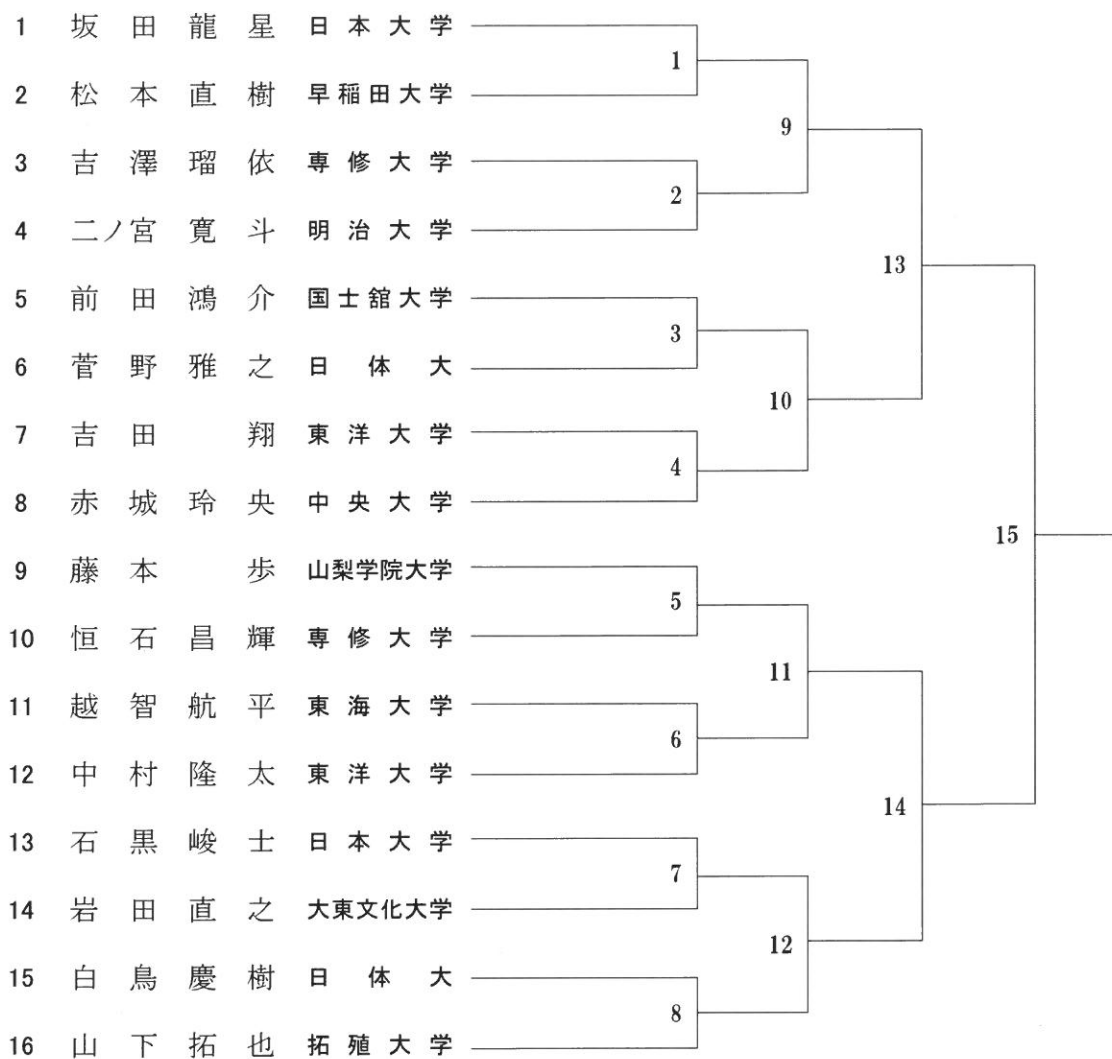 1 坂田龍星 日本大学
2 松本直樹 早稲田大学
3 吉澤瑠依 専修大学
4 二ノ宮寛斗 明治大学
5 前田鴻介 国士舘大学
6 菅野雅之 日体大
7 吉田翔 東洋大学
8 赤城玲央 中央大学
9 藤本歩 山梨学院大学
10 恒石昌輝 専修大学
11 越智航平 東海大学
12 中村隆太 東洋大学
13 石黒峻士 日本大学
14 岩田直之 大東文化大学
15 白鳥慶樹 日体大
16 山下拓也 拓殖大学
1
2
3
4
5
6
7
8
9
10
11
12
13
14
15